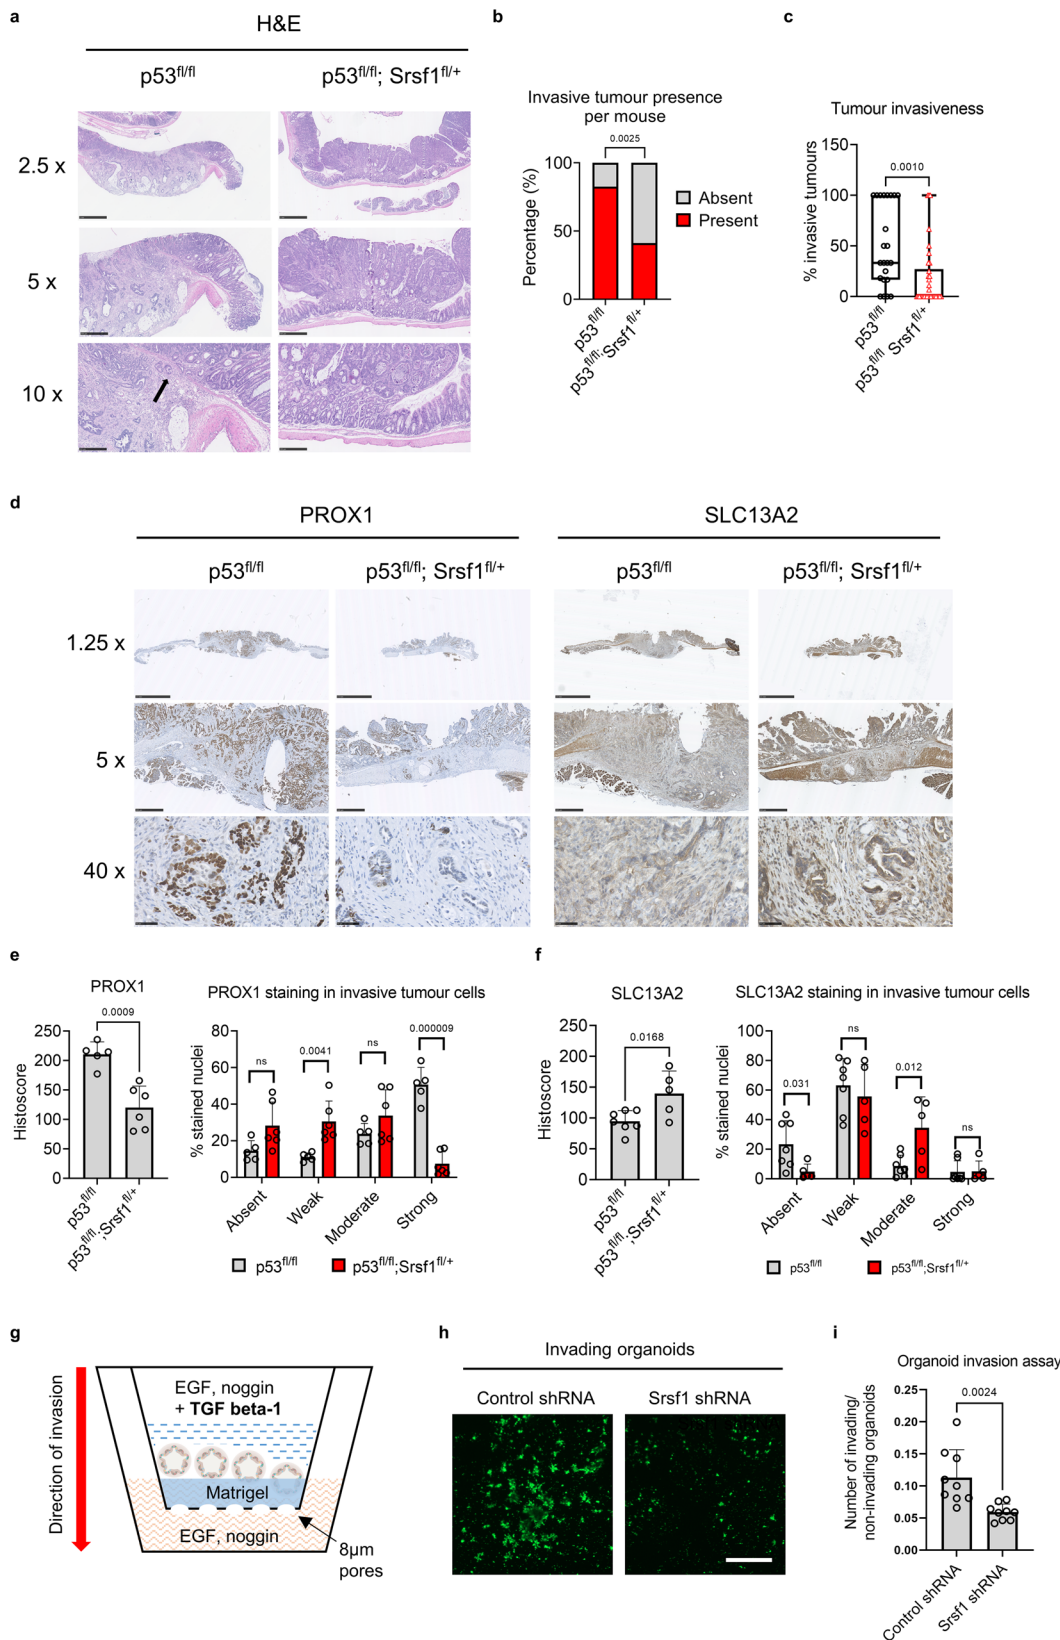 a
H&E
p53fl/fl
p53fl/fl; Srsf1fl/+
2.5 x
5 x
10 x
b
Invasive tumour presence
per mouse
0.0025
Percentage (%)
100
50
0
Absent
Present
p53fl/fl
p53fl/fl;Srsf1fl/+
c
Tumour invasiveness
% invasive tumours
150
100
50
0
0.0010
p53fl/fl
p53fl/fl Srsf1fl/+
d
PROX1
SLC13A2
p53fl/fl
p53fl/fl; Srsf1fl/+
p53fl/fl
p53fl/fl; Srsf1fl/+
1.25 x
5 x
40 x
e
PROX1
0.0009
Histoscore
250
200
150
100
50
0
p53fl/fl
p53fl/fl;Srsf1fl/+
PROX1 staining in invasive tumour cells
% stained nuclei
80
60
40
20
0
ns
0.0041
ns
0.000009
Absent
Weak
Moderate
Strong
p53fl/fl
p53fl/fl;Srsf1fl/+
f
SLC13A2
0.0168
Histoscore
250
200
150
100
50
0
p53fl/fl
p53fl/fl;Srsf1fl/+
SLC13A2 staining in invasive tumour cells
% stained nuclei
100
80
60
40
20
0
0.031
ns
0.012
ns
Absent
Weak
Moderate
Strong
p53fl/fl
p53fl/fl;Srsf1fl/+
g
Direction of invasion
EGF, noggin
+ TGF beta-1
Matrigel
EGF, noggin
8µm
pores
h
Invading organoids
Control shRNA
Srsf1 shRNA
i
Organoid invasion assay
Number of invading/
non-invading organoids
0.25
0.20
0.15
0.10
0.05
0.00
0.0024
Control shRNA
Srsf1 shRNA